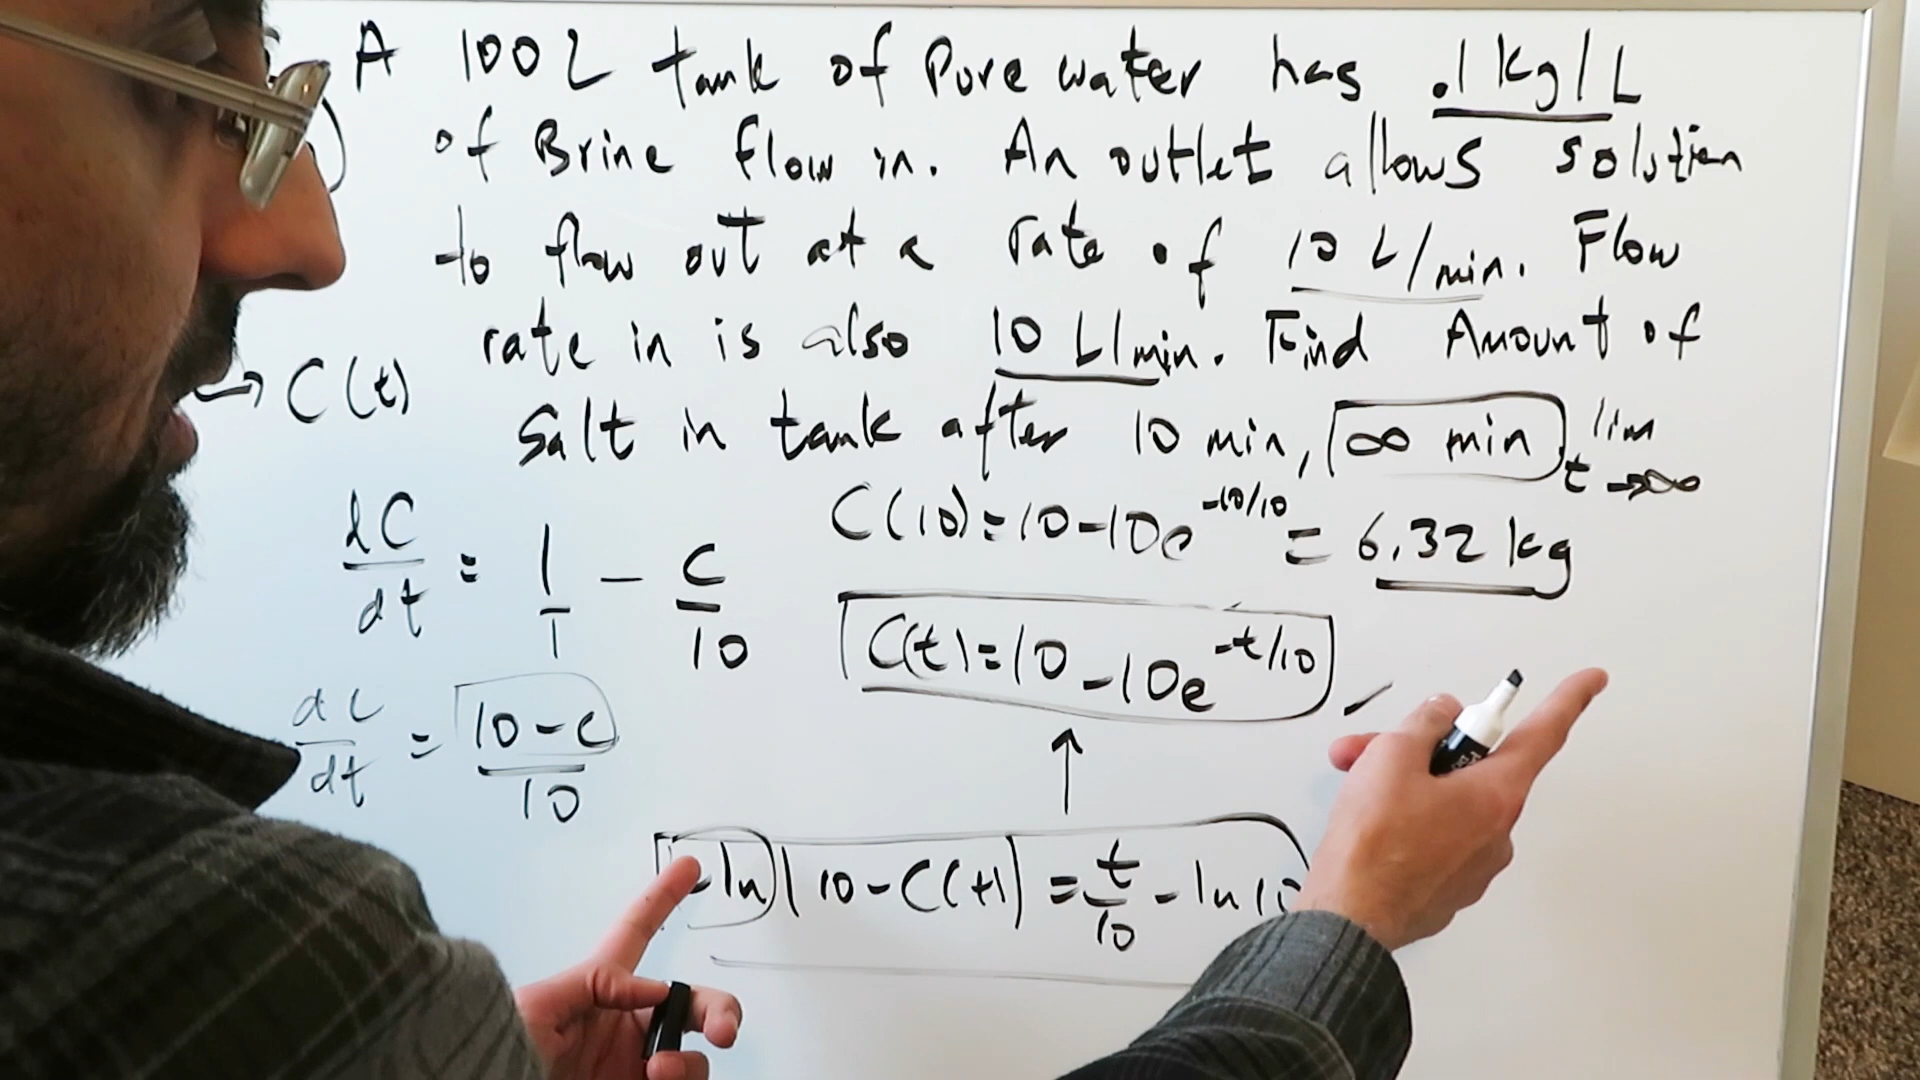 A 100 L tank of Pure water has .1 kg/L
of Brine flow in. An outlet allows solution
to flow out at a rate of 10 L/min. Flow
rate in is also 10 L/min. Find Amount of
Salt in tank after 10 min, ∞ min lim t→∞
→ C(t)
C(10)=10-10e^{-10/10} = 6.32 kg
dC/dt = 1/1 - C/10
C(t)=10-10e^{-t/10}
dC/dt = 10-C/10
-ln|10-C(t)| = t/10 - ln 10